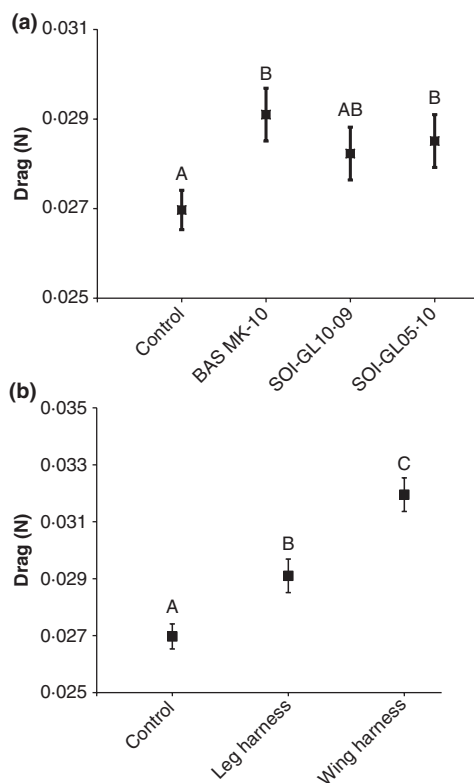 (a)
0·031
0·029
0·027
0·025
Drag (N)
A
B
AB
B
Control
BAS MK-10
SOI-GL10·09
SOI-GL05·10
(b)
0·035
0·033
0·031
0·029
0·027
0·025
Drag (N)
A
B
C
Control
Leg harness
Wing harness